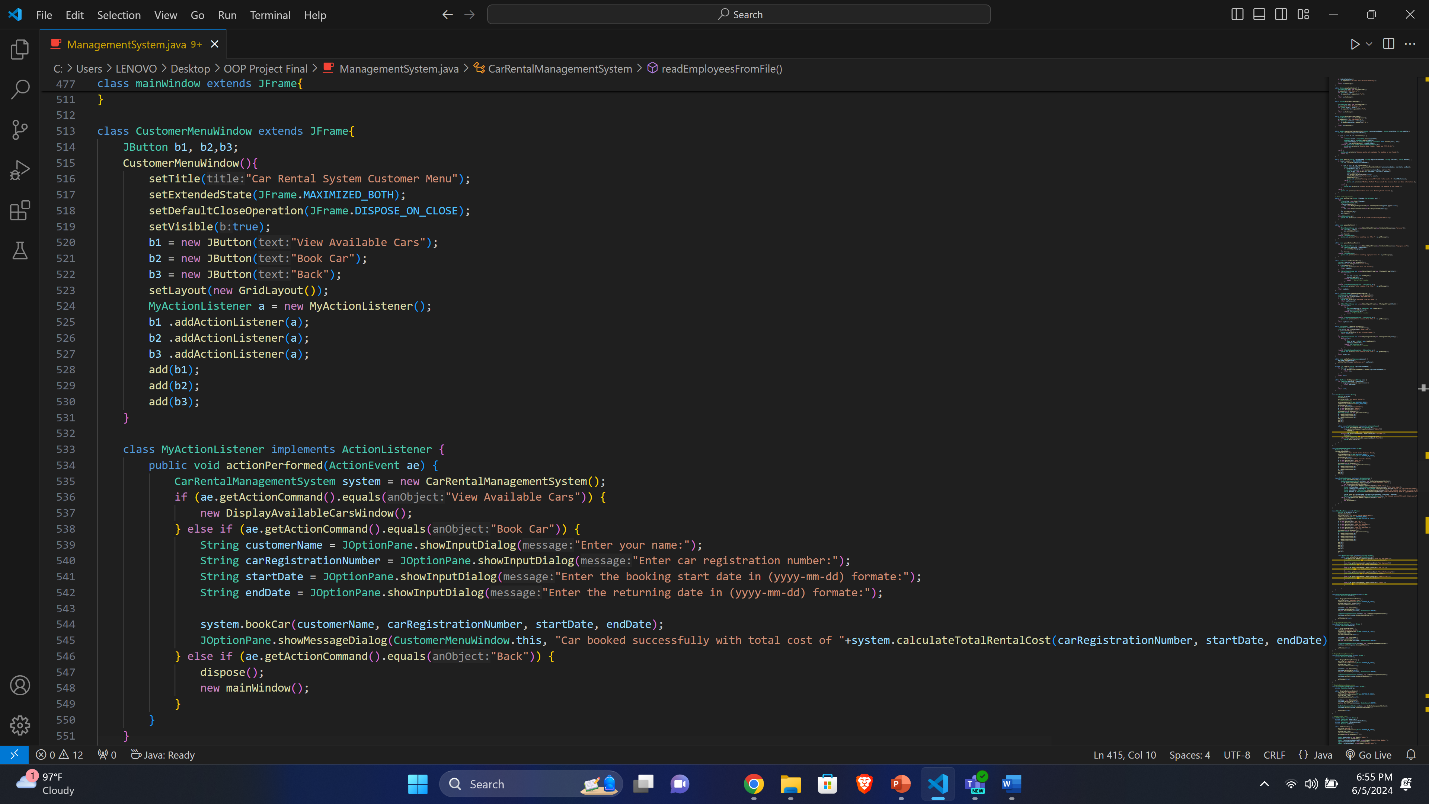 File Edit Selection View Go Run Terminal Help
Search
ManagementSystem.java 9+
C: > Users > LENOVO > Desktop > OOP Project Final > ManagementSystem.java > CarRentalManagementSystem > readEmployeesFromFile()
477 class mainWindow extends JFrame{
511 }
512
513 class CustomerMenuWindow extends JFrame{
514 JButton b1, b2,b3;
515 CustomerMenuWindow(){
516 setTitle(title:"Car Rental System Customer Menu");
517 setExtendedState(JFrame.MAXIMIZED_BOTH);
518 setDefaultCloseOperation(JFrame.DISPOSE_ON_CLOSE);
519 setVisible(b:true);
520 b1 = new JButton(text:"View Available Cars");
521 b2 = new JButton(text:"Book Car");
522 b3 = new JButton(text:"Back");
523 setLayout(new GridLayout());
524 MyActionListener a = new MyActionListener();
525 b1 .addActionListener(a);
526 b2 .addActionListener(a);
527 b3 .addActionListener(a);
528 add(b1);
529 add(b2);
530 add(b3);
531 }
532
533 class MyActionListener implements ActionListener {
534 public void actionPerformed(ActionEvent ae) {
535 CarRentalManagementSystem system = new CarRentalManagementSystem();
536 if (ae.getActionCommand().equals(anObject:"View Available Cars")) {
537 new DisplayAvailableCarsWindow();
538 } else if (ae.getActionCommand().equals(anObject:"Book Car")) {
539 String customerName = JOptionPane.showInputDialog(message:"Enter your name:");
540 String carRegistrationNumber = JOptionPane.showInputDialog(message:"Enter car registration number:");
541 String startDate = JOptionPane.showInputDialog(message:"Enter the booking start date in (yyyy-mm-dd) formate:");
542 String endDate = JOptionPane.showInputDialog(message:"Enter the returning date in (yyyy-mm-dd) formate:");
543
544 system.bookCar(customerName, carRegistrationNumber, startDate, endDate);
545 JOptionPane.showMessageDialog(CustomerMenuWindow.this, "Car booked successfully with total cost of "+system.calculateTotalRentalCost(carRegistrationNumber, startDate, endDate)
546 } else if (ae.getActionCommand().equals(anObject:"Back")) {
547 dispose();
548 new mainWindow();
549 }
550 }
551 }
0 12 0 Java: Ready Ln 415, Col 10 Spaces: 4 UTF-8 CRLF {} Java Go Live
1 97°F
Cloudy
Search
NEW
6:55 PM
6/5/2024